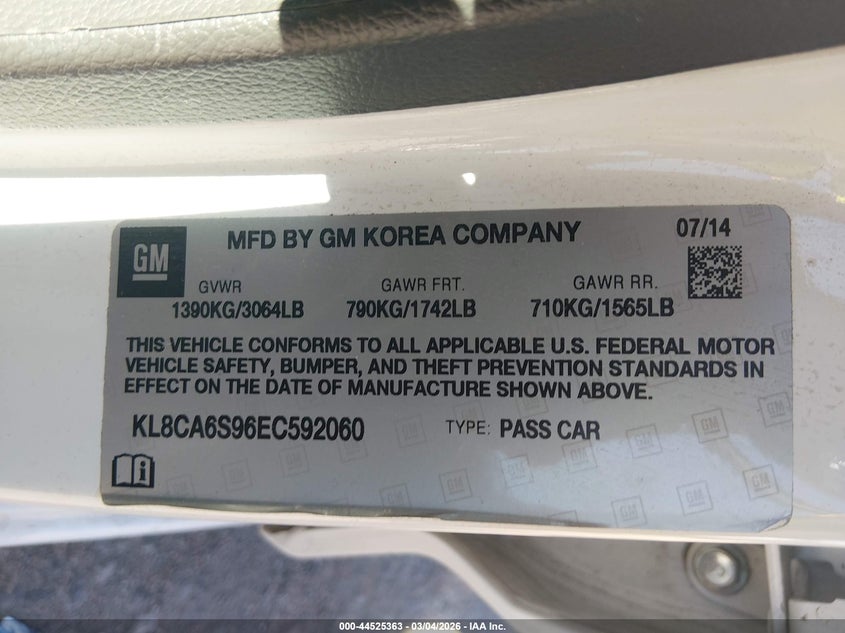 GM
MFD BY GM KOREA COMPANY
07/14
GVWR
GAWR FRT.
GAWR RR.
1390KG/3064LB
790KG/1742LB
710KG/1565LB
THIS VEHICLE CONFORMS TO ALL APPLICABLE U.S. FEDERAL MOTOR
VEHICLE SAFETY, BUMPER, AND THEFT PREVENTION STANDARDS IN
EFFECT ON THE DATE OF MANUFACTURE SHOWN ABOVE.
KL8CA6S96EC592060
TYPE: PASS CAR
000-44525363 - 03/04/2026 - IAA Inc.